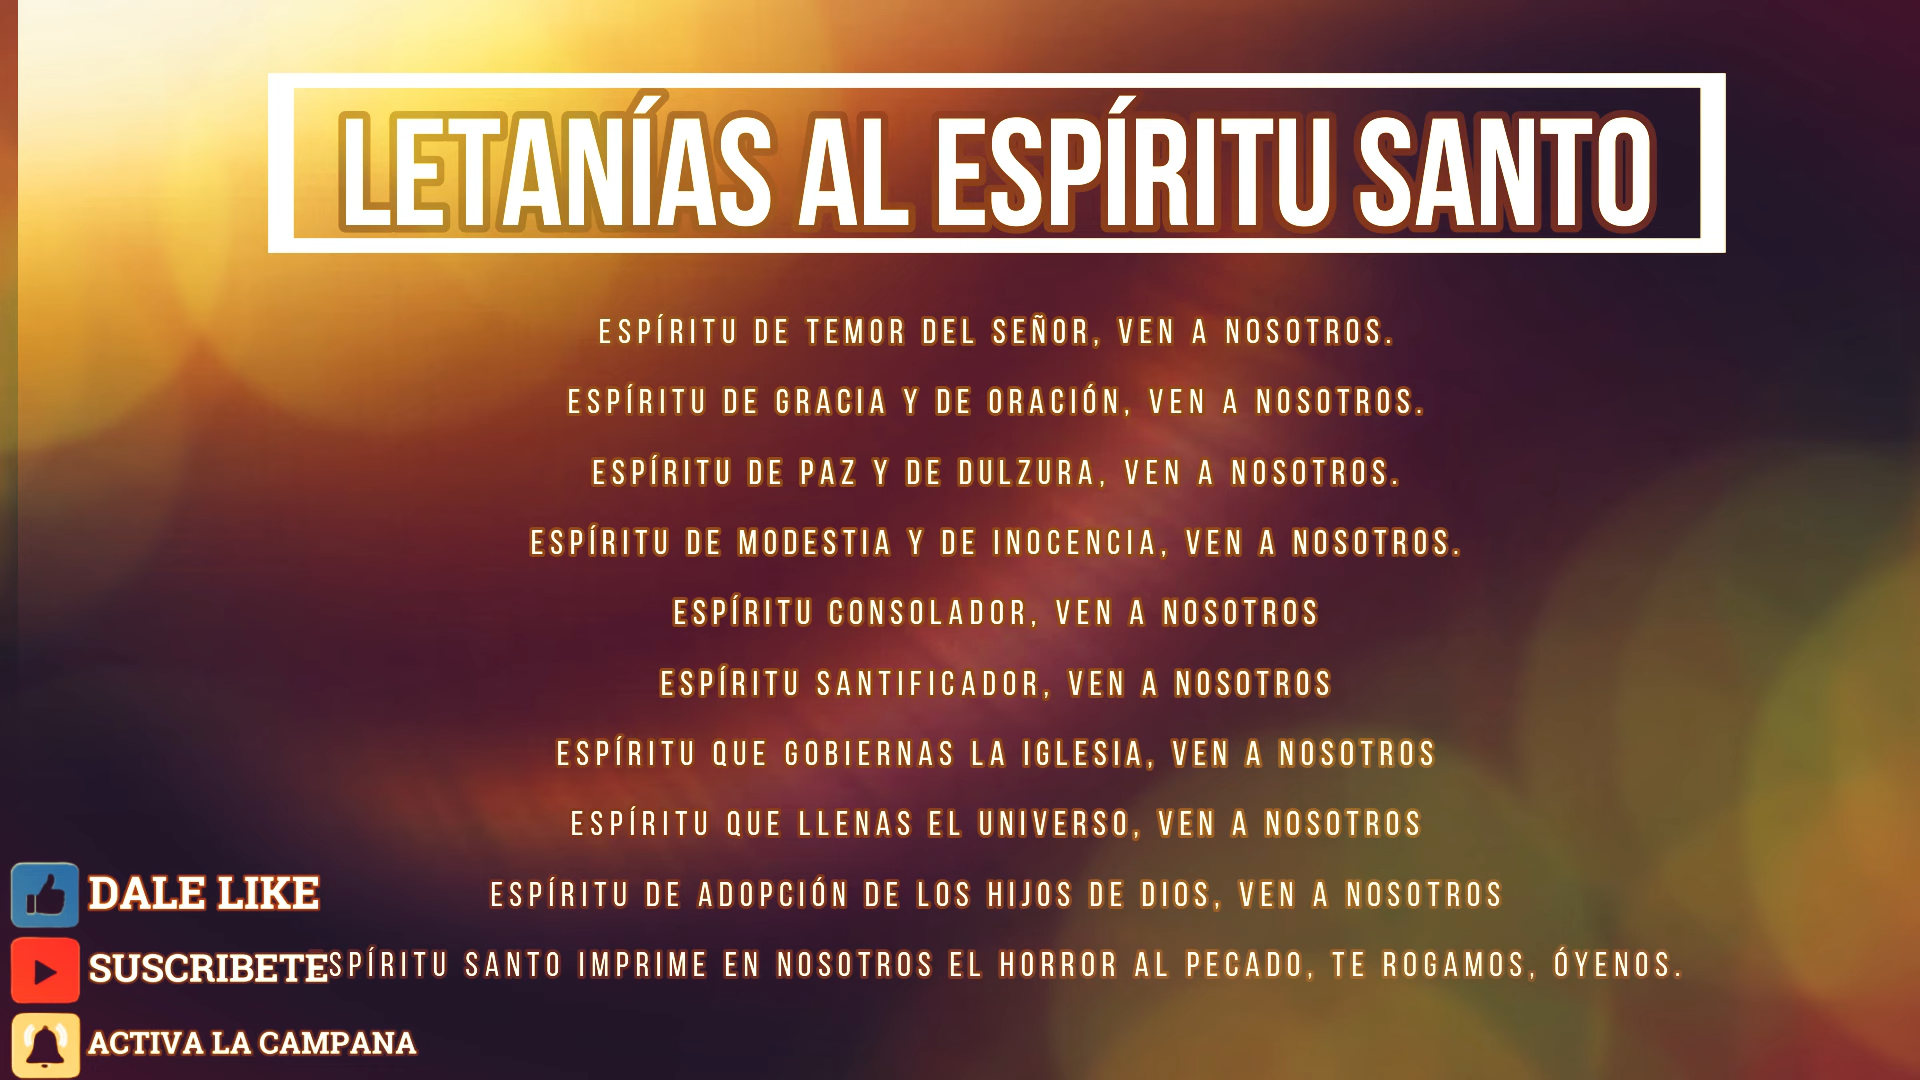 LETANÍAS AL ESPÍRITU SANTO
ESPÍRITU DE TEMOR DEL SEÑOR, VEN A NOSOTROS.
ESPÍRITU DE GRACIA Y DE ORACIÓN, VEN A NOSOTROS.
ESPÍRITU DE PAZ Y DE DULZURA, VEN A NOSOTROS.
ESPÍRITU DE MODESTIA Y DE INOCENCIA, VEN A NOSOTROS.
ESPÍRITU CONSOLADOR, VEN A NOSOTROS
ESPÍRITU SANTIFICADOR, VEN A NOSOTROS
ESPÍRITU QUE GOBIERNAS LA IGLESIA, VEN A NOSOTROS
ESPÍRITU QUE LLENAS EL UNIVERSO, VEN A NOSOTROS
ESPÍRITU DE ADOPCIÓN DE LOS HIJOS DE DIOS, VEN A NOSOTROS
ESPÍRITU SANTO IMPRIME EN NOSOTROS EL HORROR AL PECADO, TE ROGAMOS, ÓYENOS.
DALE LIKE
SUSCRIBETE
ACTIVA LA CAMPANA